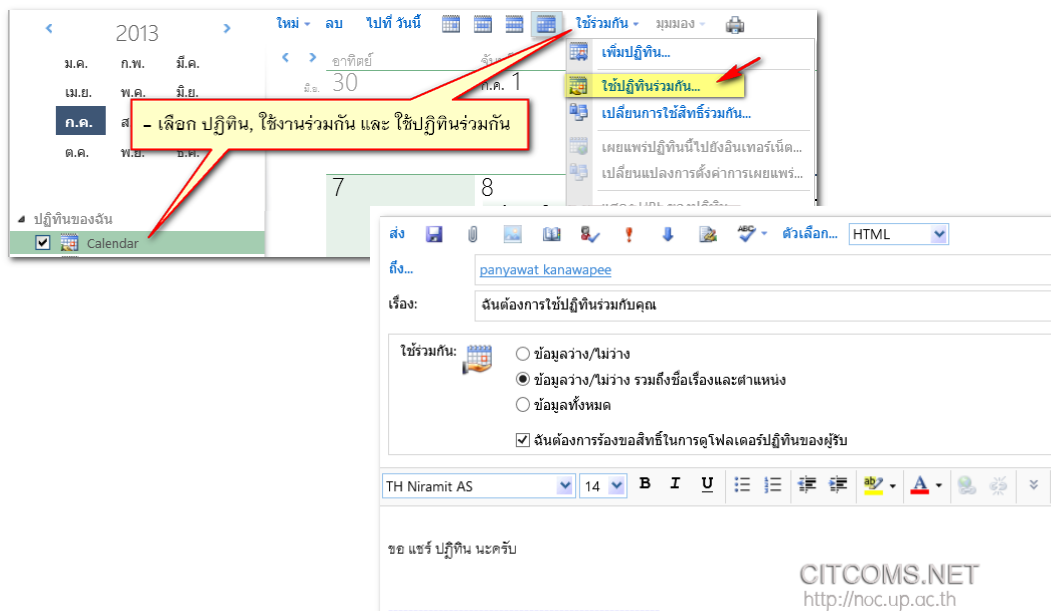 2013
ม.ค. ก.พ. มี.ค.
เม.ย. พ.ค. มิ.ย.
ก.ค.
ต.ค. พ.ย. ธ.ค.
ปฏิทินของฉัน
Calendar
ใหม่ ลบ ไปที่ วันนี้ ใช้ร่วมกัน มุมมอง
อาทิตย์
มิ.ย. 30 ก.ค. 1
7 8
- เลือก ปฏิทิน, ใช้งานร่วมกัน และ ใช้ปฏิทินร่วมกัน
เพิ่มปฏิทิน...
ใช้ปฏิทินร่วมกัน...
เปลี่ยนการใช้สิทธิ์ร่วมกัน...
เผยแพร่ปฏิทินนี้ไปยังอินเทอร์เน็ต...
เปลี่ยนแปลงการตั้งค่าการเผยแพร่...
ส่ง ABC ตัวเลือก... HTML
ถึง... panyawat kanawapee
เรื่อง: ฉันต้องการใช้ปฏิทินร่วมกับคุณ
ใช้ร่วมกัน: ข้อมูลว่าง/ไม่ว่าง
ข้อมูลว่าง/ไม่ว่าง รวมถึงชื่อเรื่องและตำแหน่ง
ข้อมูลทั้งหมด
ฉันต้องการร้องขอสิทธิ์ในการดูโฟลเดอร์ปฏิทินของผู้รับ
TH Niramit AS 14 B I U ab A
ขอ แชร์ ปฏิทิน นะครับ
CITCOMS.NET
http://noc.up.ac.th